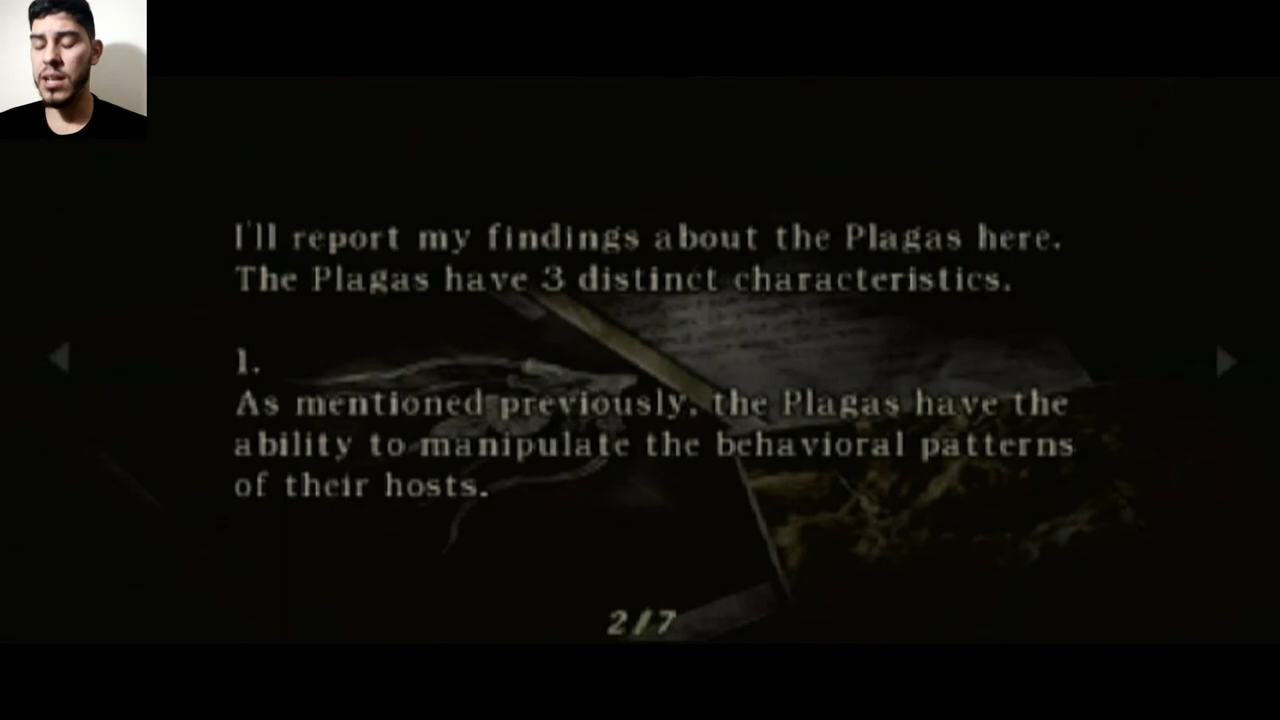 I'll report my findings about the Plagas here.
The Plagas have 3 distinct characteristics.
1.
As mentioned previously, the Plagas have the
ability to manipulate the behavioral patterns
of their hosts.
2/7